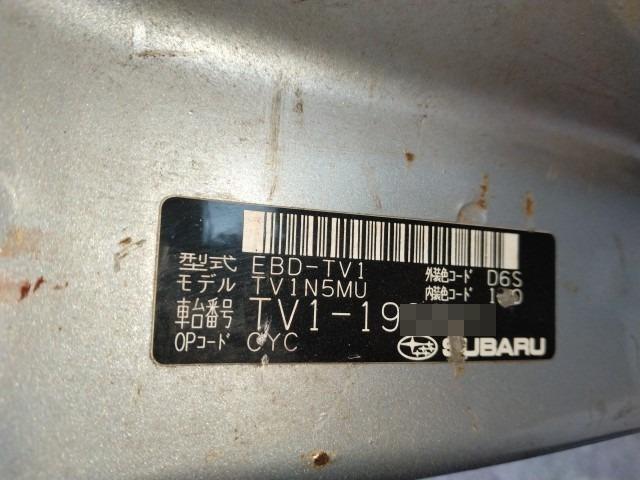 型式 EBD-TV1 外装色コード D6S
モデル TV1N5MU 内装色コード
車台番号 TV1-19
OPコード CYC SUBARU